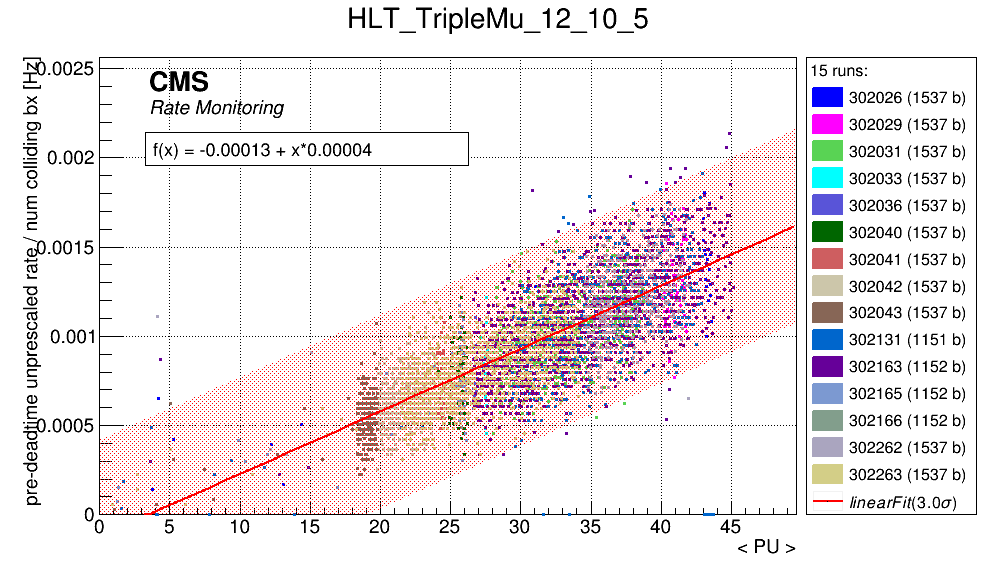 HLT_TripleMu_12_10_5
pre-deadtime unprescaled rate / num colliding bx [Hz]
0.0025
0.002
0.0015
0.001
0.0005
0
CMS
Rate Monitoring
f(x) = -0.00013 + x*0.00004
0 5 10 15 20 25 30 35 40 45
< PU >
15 runs:
302026 (1537 b)
302029 (1537 b)
302031 (1537 b)
302033 (1537 b)
302036 (1537 b)
302040 (1537 b)
302041 (1537 b)
302042 (1537 b)
302043 (1537 b)
302131 (1151 b)
302163 (1152 b)
302165 (1152 b)
302166 (1152 b)
302262 (1537 b)
302263 (1537 b)
linearFit(3.0σ)